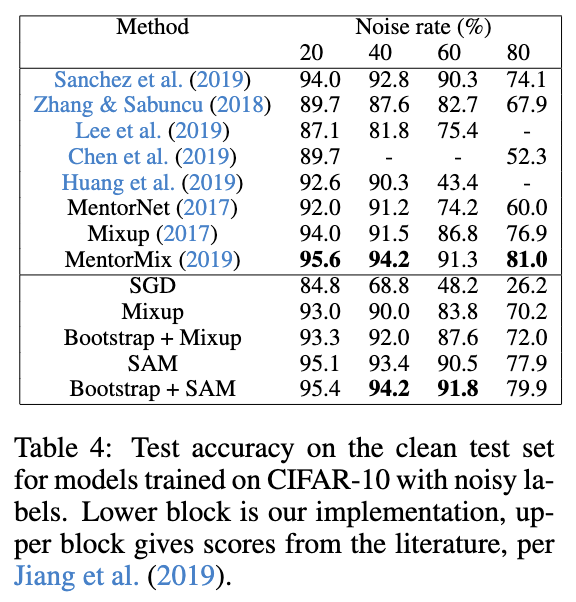 Method Noise rate (%)
20 40 60 80
Sanchez et al. (2019) 94.0 92.8 90.3 74.1
Zhang & Sabuncu (2018) 89.7 87.6 82.7 67.9
Lee et al. (2019) 87.1 81.8 75.4 -
Chen et al. (2019) 89.7 - - 52.3
Huang et al. (2019) 92.6 90.3 43.4 -
MentorNet (2017) 92.0 91.2 74.2 60.0
Mixup (2017) 94.0 91.5 86.8 76.9
MentorMix (2019) 95.6 94.2 91.3 81.0
SGD 84.8 68.8 48.2 26.2
Mixup 93.0 90.0 83.8 70.2
Bootstrap + Mixup 93.3 92.0 87.6 72.0
SAM 95.1 93.4 90.5 77.9
Bootstrap + SAM 95.4 94.2 91.8 79.9
Table 4: Test accuracy on the clean test set
for models trained on CIFAR-10 with noisy la-
bels. Lower block is our implementation, up-
per block gives scores from the literature, per
Jiang et al. (2019).